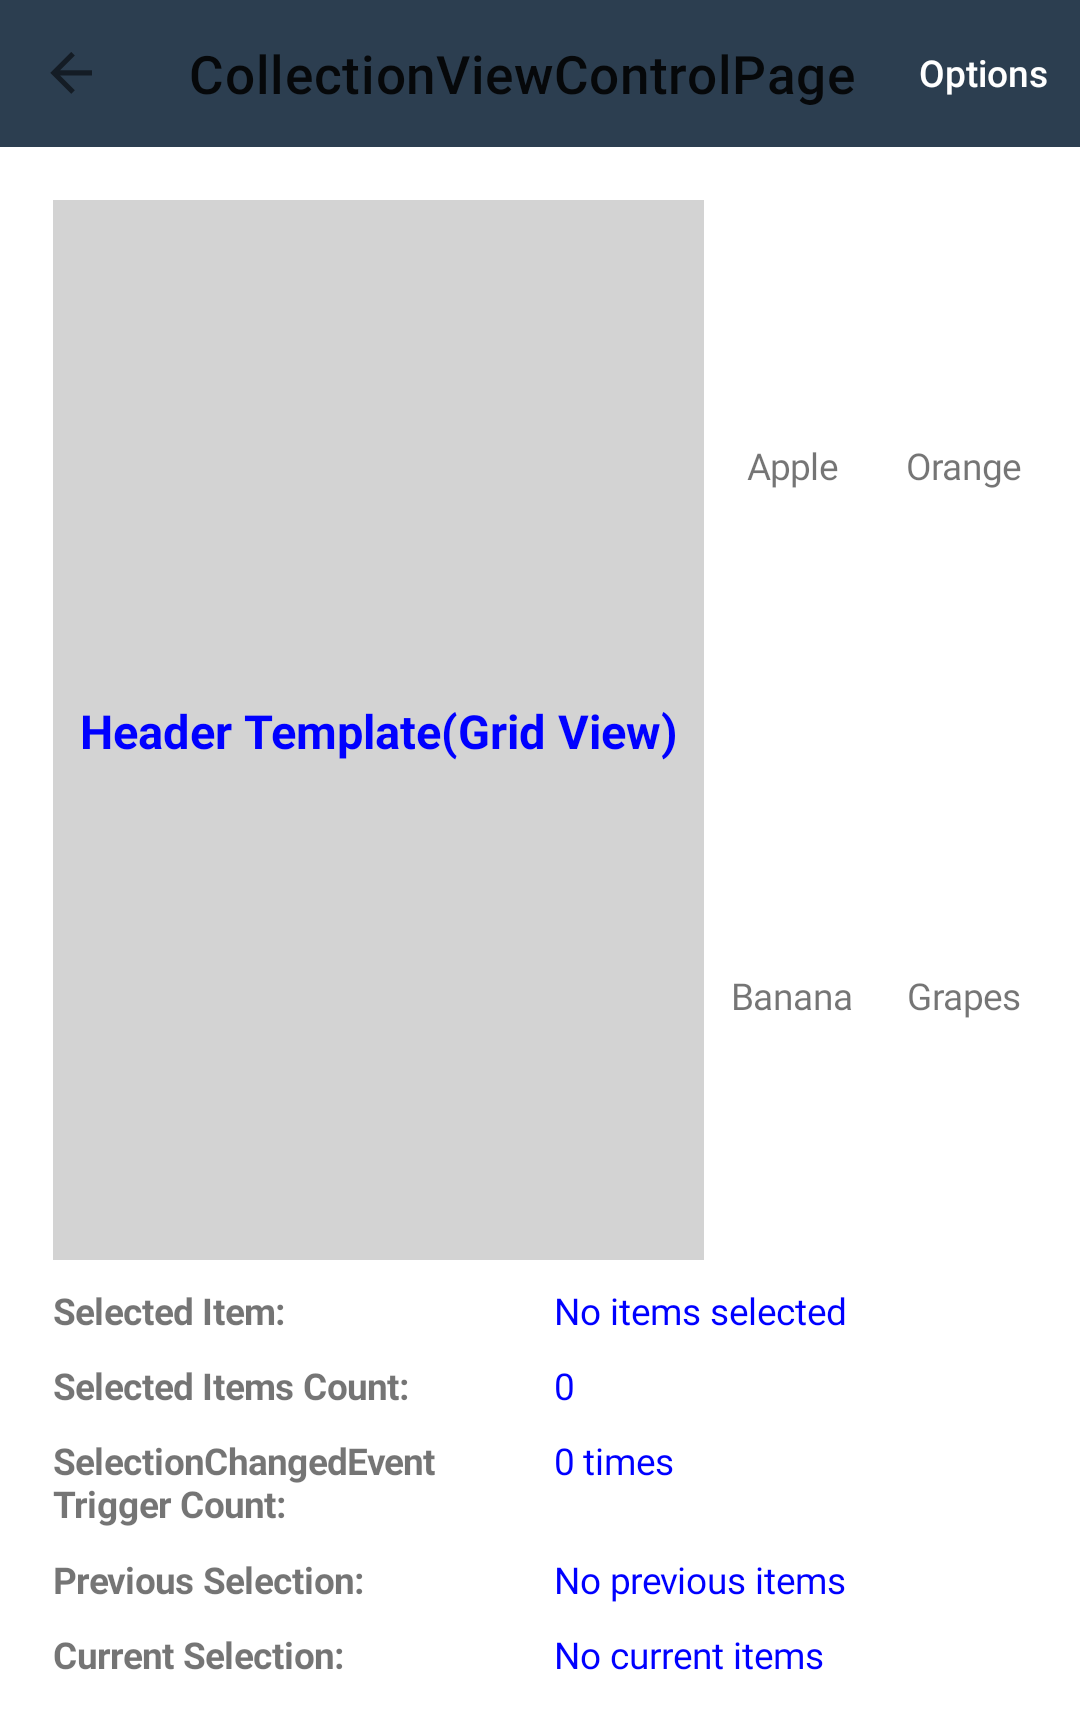 CollectionViewControlPage
Options
Apple
Orange
Header Template(Grid View)
Banana
Grapes
Selected Item:
No items selected
Selected Items Count:
0
SelectionChangedEvent
Trigger Count:
0 times
Previous Selection:
No previous items
Current Selection:
No current items